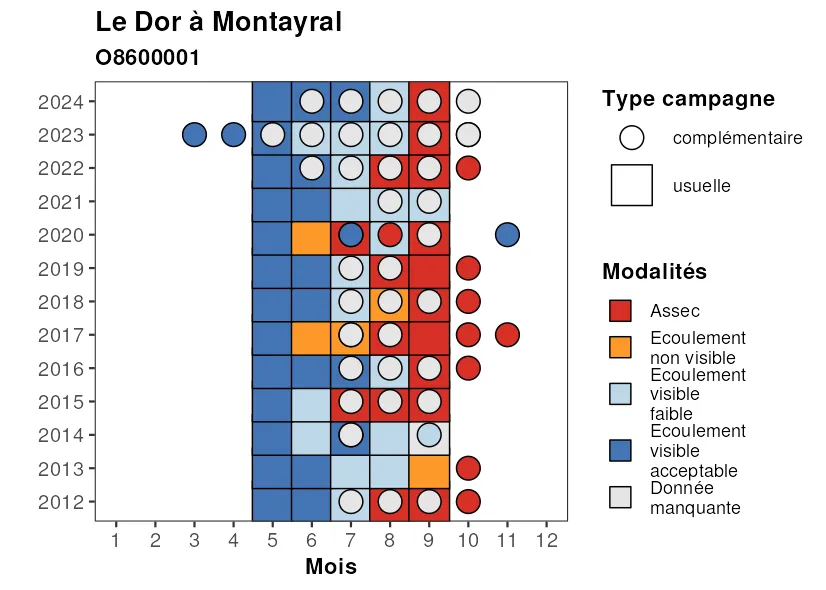 Le Dor à Montayral
O8600001
2024
2023
2022
2021
2020
2019
2018
2017
2016
2015
2014
2013
2012
1 2 3 4 5 6 7 8 9 10 11 12
Mois
Type campagne
complémentaire
usuelle
Modalités
Assec
Ecoulement
non visible
Ecoulement
visible
faible
Ecoulement
visible
acceptable
Donnée
manquante